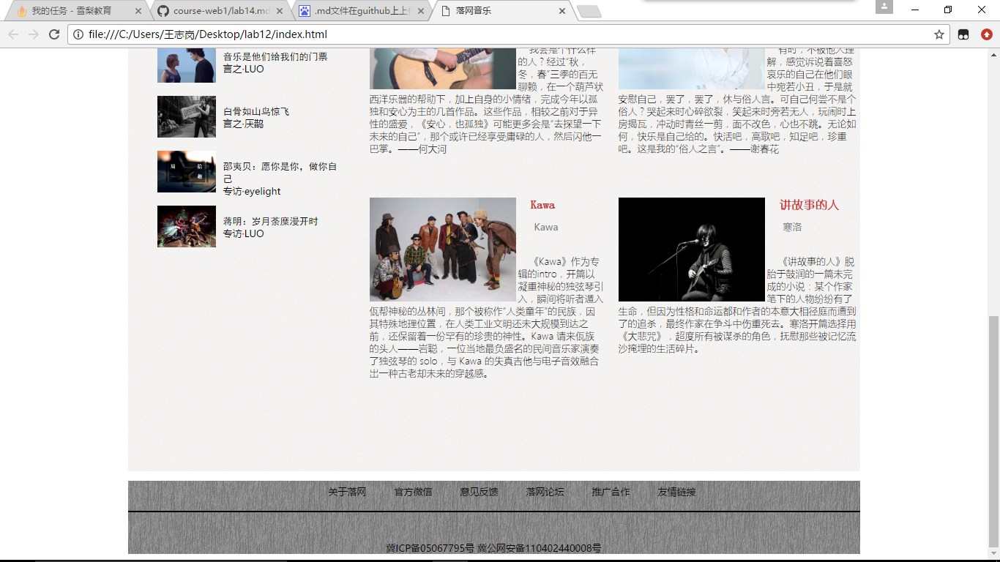 我的任务 - 雪梨教育
course-web1/lab14.md
.md文件在guithub上上
落网音乐
file:///C:/Users/王志岗/Desktop/lab12/index.html
音乐是他们给我们的门票
言之·LUO
白骨如山鸟惊飞
言之·厌鹊
邵夷贝：愿你是你，做你自
己
专访·eyelight
蒋明：岁月荼糜漫开时
专访·LUO
我会是个什么样
的人？经过“秋，
冬，春”三季的百无
聊赖，在一个葫芦状
西洋乐器的帮助下，加上自身的小情绪，完成今年以孤
独和安心为主的几首作品。这些作品，相较之前对于异
性的盛爱，《安心，也孤独》可能更多会是“去探望一下
未来的自己”，那个或许已经享受庸碌的人，然后闪他一
巴掌。——何大河
有时，不被他人理
解，感觉诉说着喜怒
哀乐的自己在他们眼
中宛若小丑，于是就
安慰自己，罢了，罢了，休与俗人言。可自己何尝不是个
俗人？哭起来时心碎欲裂，笑起来时旁若无人，玩闹时上
房揭瓦，冲动时青丝一剪，面不改色，心也不跳。无论如
何，快乐是自己给的。快活吧，高歌吧，知足吧，珍重
吧。这是我的“俗人之言”。——谢春花
Kawa
Kawa
《Kawa》作为专
辑的intro，开篇以
凝重神秘的独弦琴引
入，瞬间将听者遁入
佤帮神秘的丛林间，那个被称作“人类童年”的民族，因
其特殊地理位置，在人类工业文明还未大规模到达之
前，还保留着一份罕有的珍贵的神性。Kawa 请来佤族
的头人——岩聪，一位当地最负盛名的民间音乐家演奏
了独弦琴的 solo，与 Kawa 的失真吉他与电子音效融合
出一种古老却未来的穿越感。
讲故事的人
寒洛
《讲故事的人》脱
胎于鼓润的一篇未完
成的小说：某个作家
笔下的人物纷纷有了
生命，但因为性格和命运都和作者的本意大相径庭而遭到
了的追杀，最终作家在争斗中伤重死去。寒洛开篇选择用
《大悲咒》，超度所有被谋杀的角色，抚慰那些被记忆流
沙掩埋的生活碎片。
关于落网 官方微信 意见反馈 落网论坛 推广合作 友情链接
冀ICP备05067795号 冀公网安备110402440008号